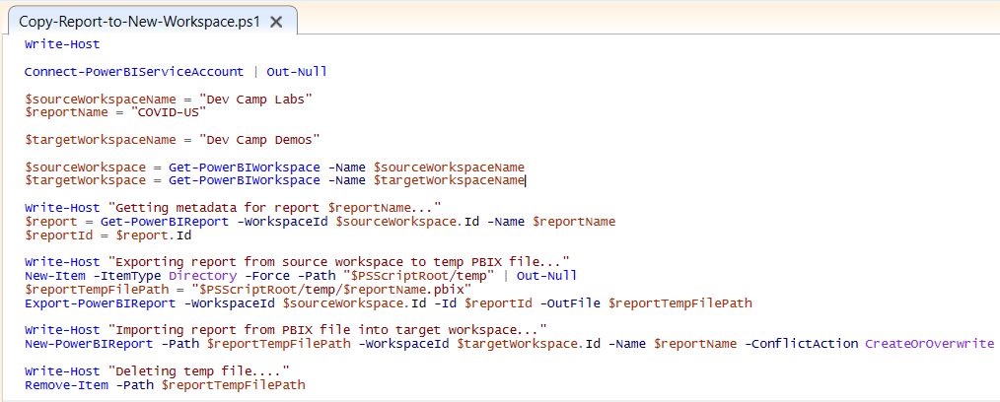 Copy-Report-to-New-Workspace.ps1
Write-Host
Connect-PowerBIServiceAccount | Out-Null
$sourceWorkspaceName = "Dev Camp Labs"
$reportName = "COVID-US"
$targetWorkspaceName = "Dev Camp Demos"
$sourceWorkspace = Get-PowerBIWorkspace -Name $sourceWorkspaceName
$targetWorkspace = Get-PowerBIWorkspace -Name $targetWorkspaceName
Write-Host "Getting metadata for report $reportName..."
$report = Get-PowerBIReport -WorkspaceId $sourceWorkspace.Id -Name $reportName
$reportId = $report.Id
Write-Host "Exporting report from source workspace to temp PBIX file..."
New-Item -ItemType Directory -Force -Path "$PSScriptRoot/temp" | Out-Null
$reportTempFilePath = "$PSScriptRoot/temp/$reportName.pbix"
Export-PowerBIReport -WorkspaceId $sourceWorkspace.Id -Id $reportId -OutFile $reportTempFilePath
Write-Host "Importing report from PBIX file into target workspace..."
New-PowerBIReport -Path $reportTempFilePath -WorkspaceId $targetWorkspace.Id -Name $reportName -ConflictAction CreateOrOverwrite
Write-Host "Deleting temp file...."
Remove-Item -Path $reportTempFilePath